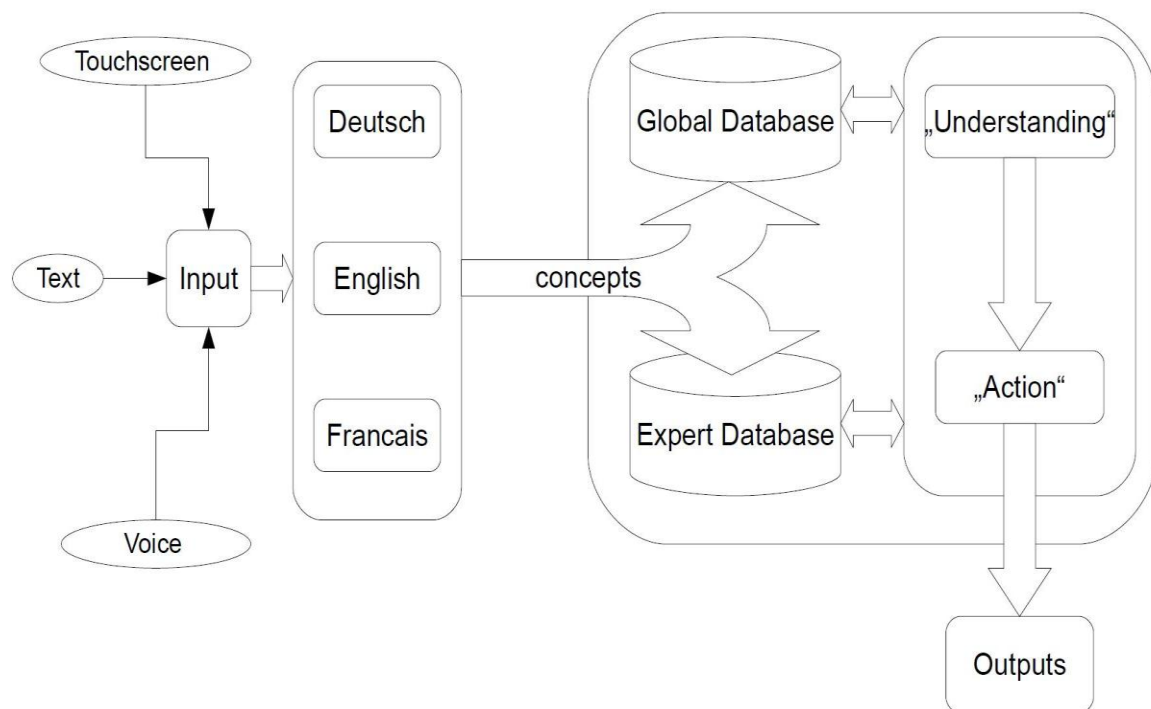 Touchscreen
Text
Input
Voice
Deutsch
English
Francais
concepts
Global Database
Expert Database
„Understanding“
„Action“
Outputs